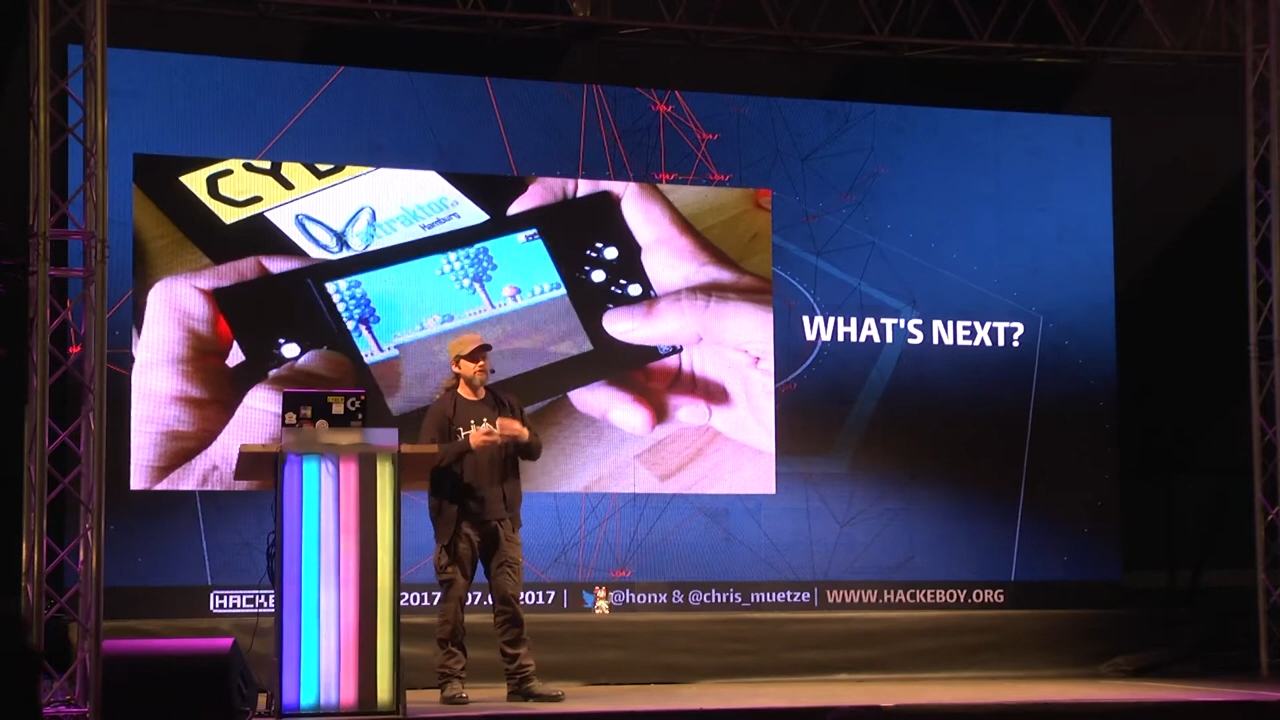 CYB
traktor
Hamburg
WHAT'S NEXT?
HACKE
2017
07.
2017 |
@honx & @chris_muetze |
WWW.HACKEBOY.ORG